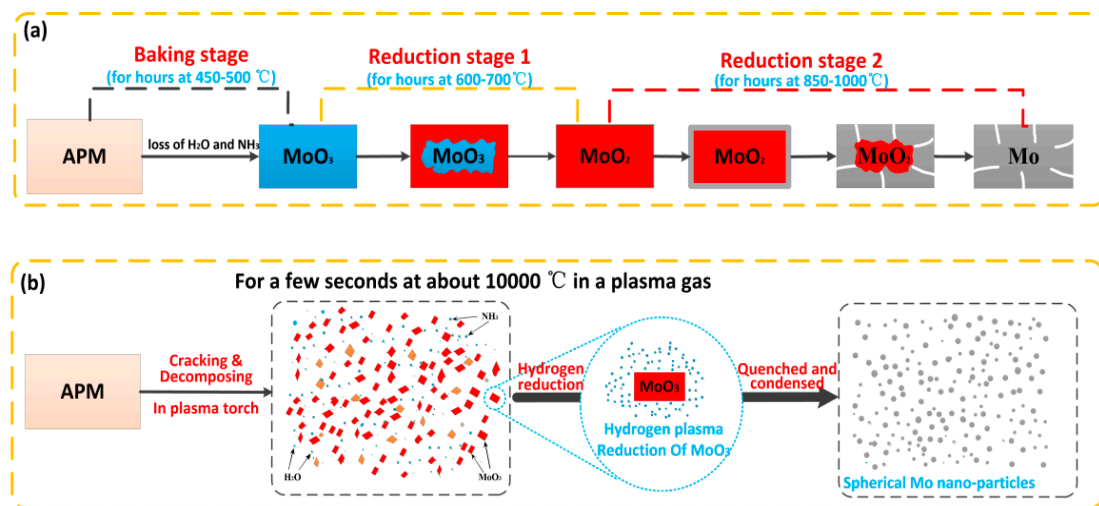 (a)
Baking stage
(for hours at 450-500 ℃)
Reduction stage 1
(for hours at 600-700℃)
Reduction stage 2
(for hours at 850-1000℃)
APM
loss of H₂O and NH₃
MoO₃
MoO₃
MoO₂
MoO₂
MoO₂
Mo
(b)
For a few seconds at about 10000 ℃ in a plasma gas
APM
Cracking &
Decomposing
In plasma torch
NH₃
H₂O
MoO₃
Hydrogen
reduction
MoO₃
Hydrogen plasma
Reduction Of MoO₃
Quenched and
condensed
Spherical Mo nano-particles